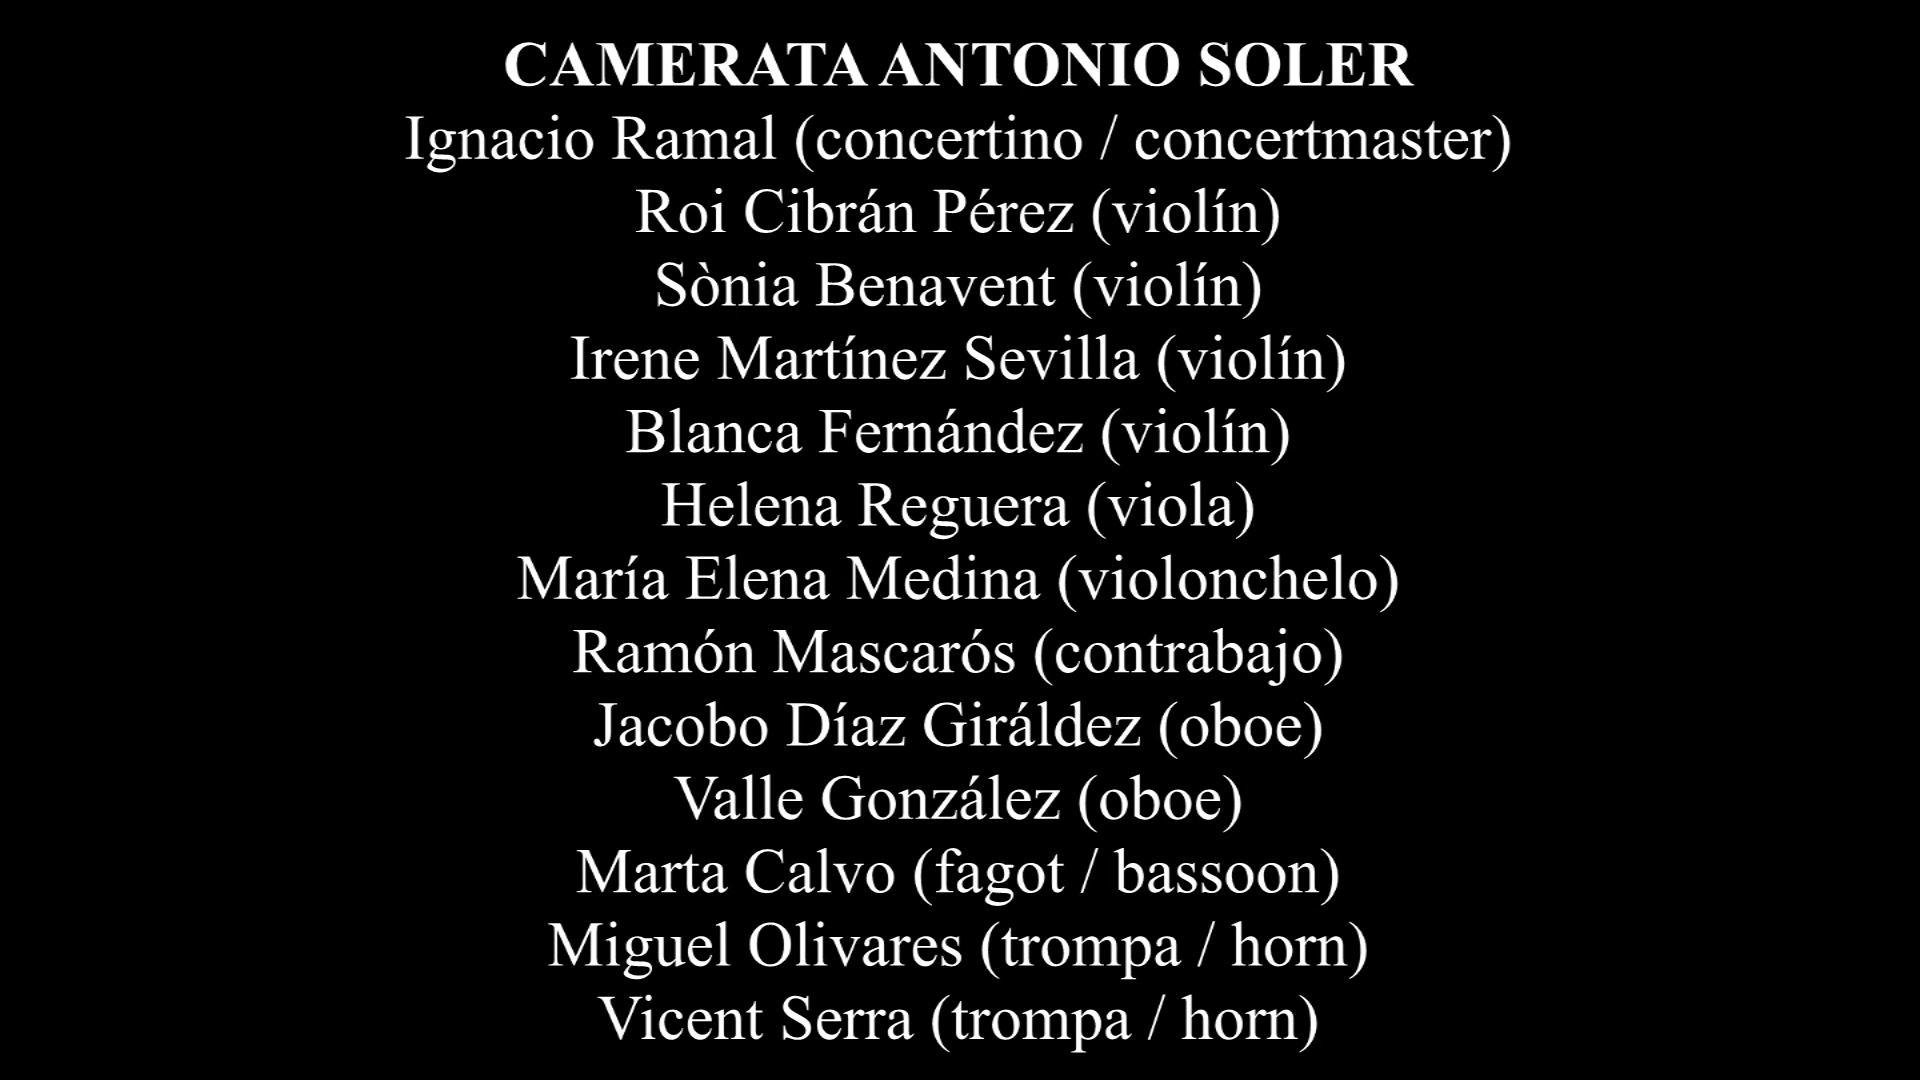 CAMERATA ANTONIO SOLER
Ignacio Ramal (concertino / concertmaster)
Roi Cibrán Pérez (violín)
Sònia Benavent (violín)
Irene Martínez Sevilla (violín)
Blanca Fernández (violín)
Helena Reguera (viola)
María Elena Medina (violonchelo)
Ramón Mascarós (contrabajo)
Jacobo Díaz Giráldez (oboe)
Valle González (oboe)
Marta Calvo (fagot / bassoon)
Miguel Olivares (trompa / horn)
Vicent Serra (trompa / horn)